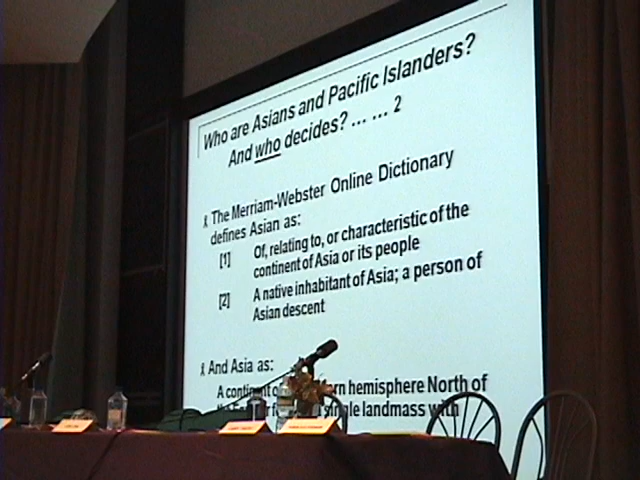 Who are Asians and Pacific Islanders?
And who decides? ... ... 2
The Merriam-Webster Online Dictionary
defines Asian as:
[1] Of, relating to, or characteristic of the
continent of Asia or its people
[2] A native inhabitant of Asia; a person of
Asian descent
And Asia as:
A continent hemisphere North of
single landmass with